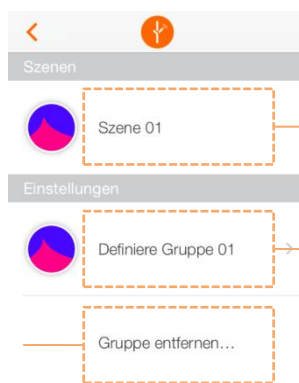 Szenen
Szene 01
Einstellungen
Definiere Gruppe 01
Gruppe entfernen...